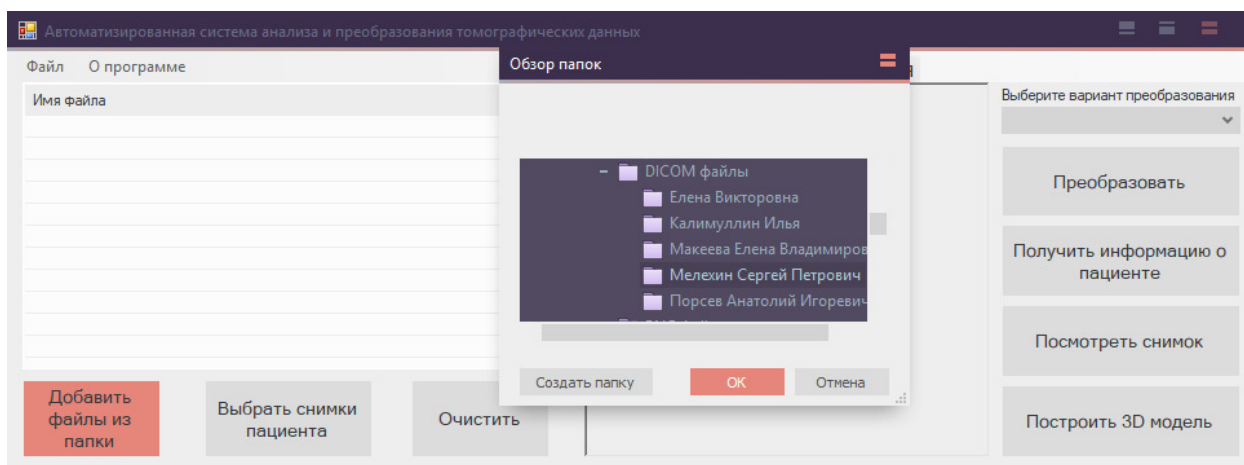 Автоматизированная система анализа и преобразования томографических данных
Файл О программе
Имя файла
Обзор папок
DICOM файлы
Елена Викторовна
Калимуллин Илья
Макеева Елена Владимиров
Мелехин Сергей Петрович
Порсев Анатолий Игоревич
Создать папку
OK
Отмена
Выберите вариант преобразования
Преобразовать
Получить информацию о
пациенте
Посмотреть снимок
Построить 3D модель
Добавить
файлы из
папки
Выбрать снимки
пациента
Очистить